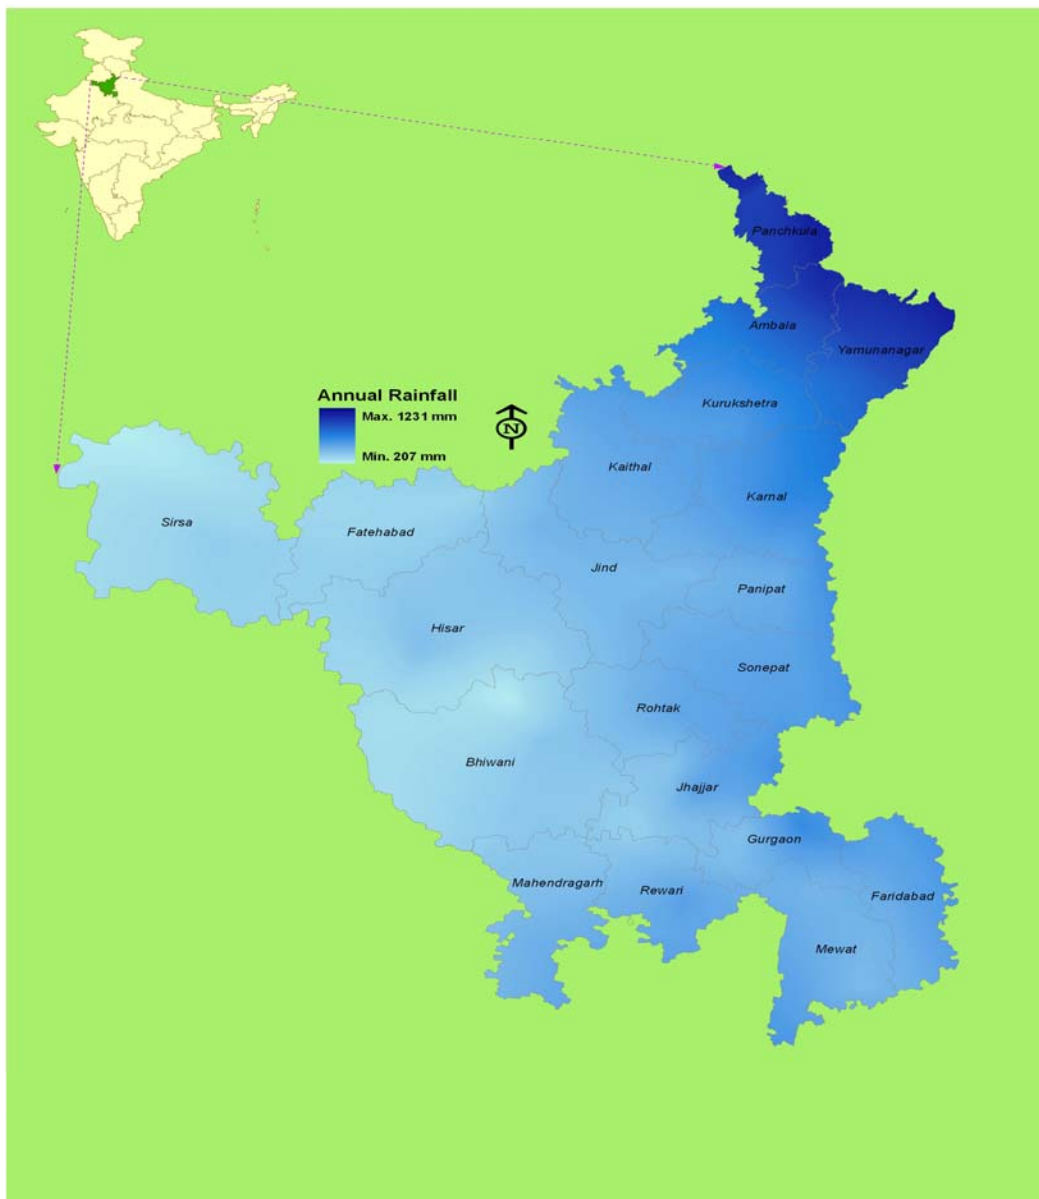 Panchkula
Ambala
Yamunanagar
Annual Rainfall
Max. 1231 mm
N
Kurukshetra
Min. 207 mm
Kaithal
Karnal
Sirsa
Fatehabad
Jind
Panipat
Hisar
Sonepat
Rohtak
Bhiwani
Jhajjar
Gurgaon
Mahendragarh
Rewari
Faridabad
Mewat